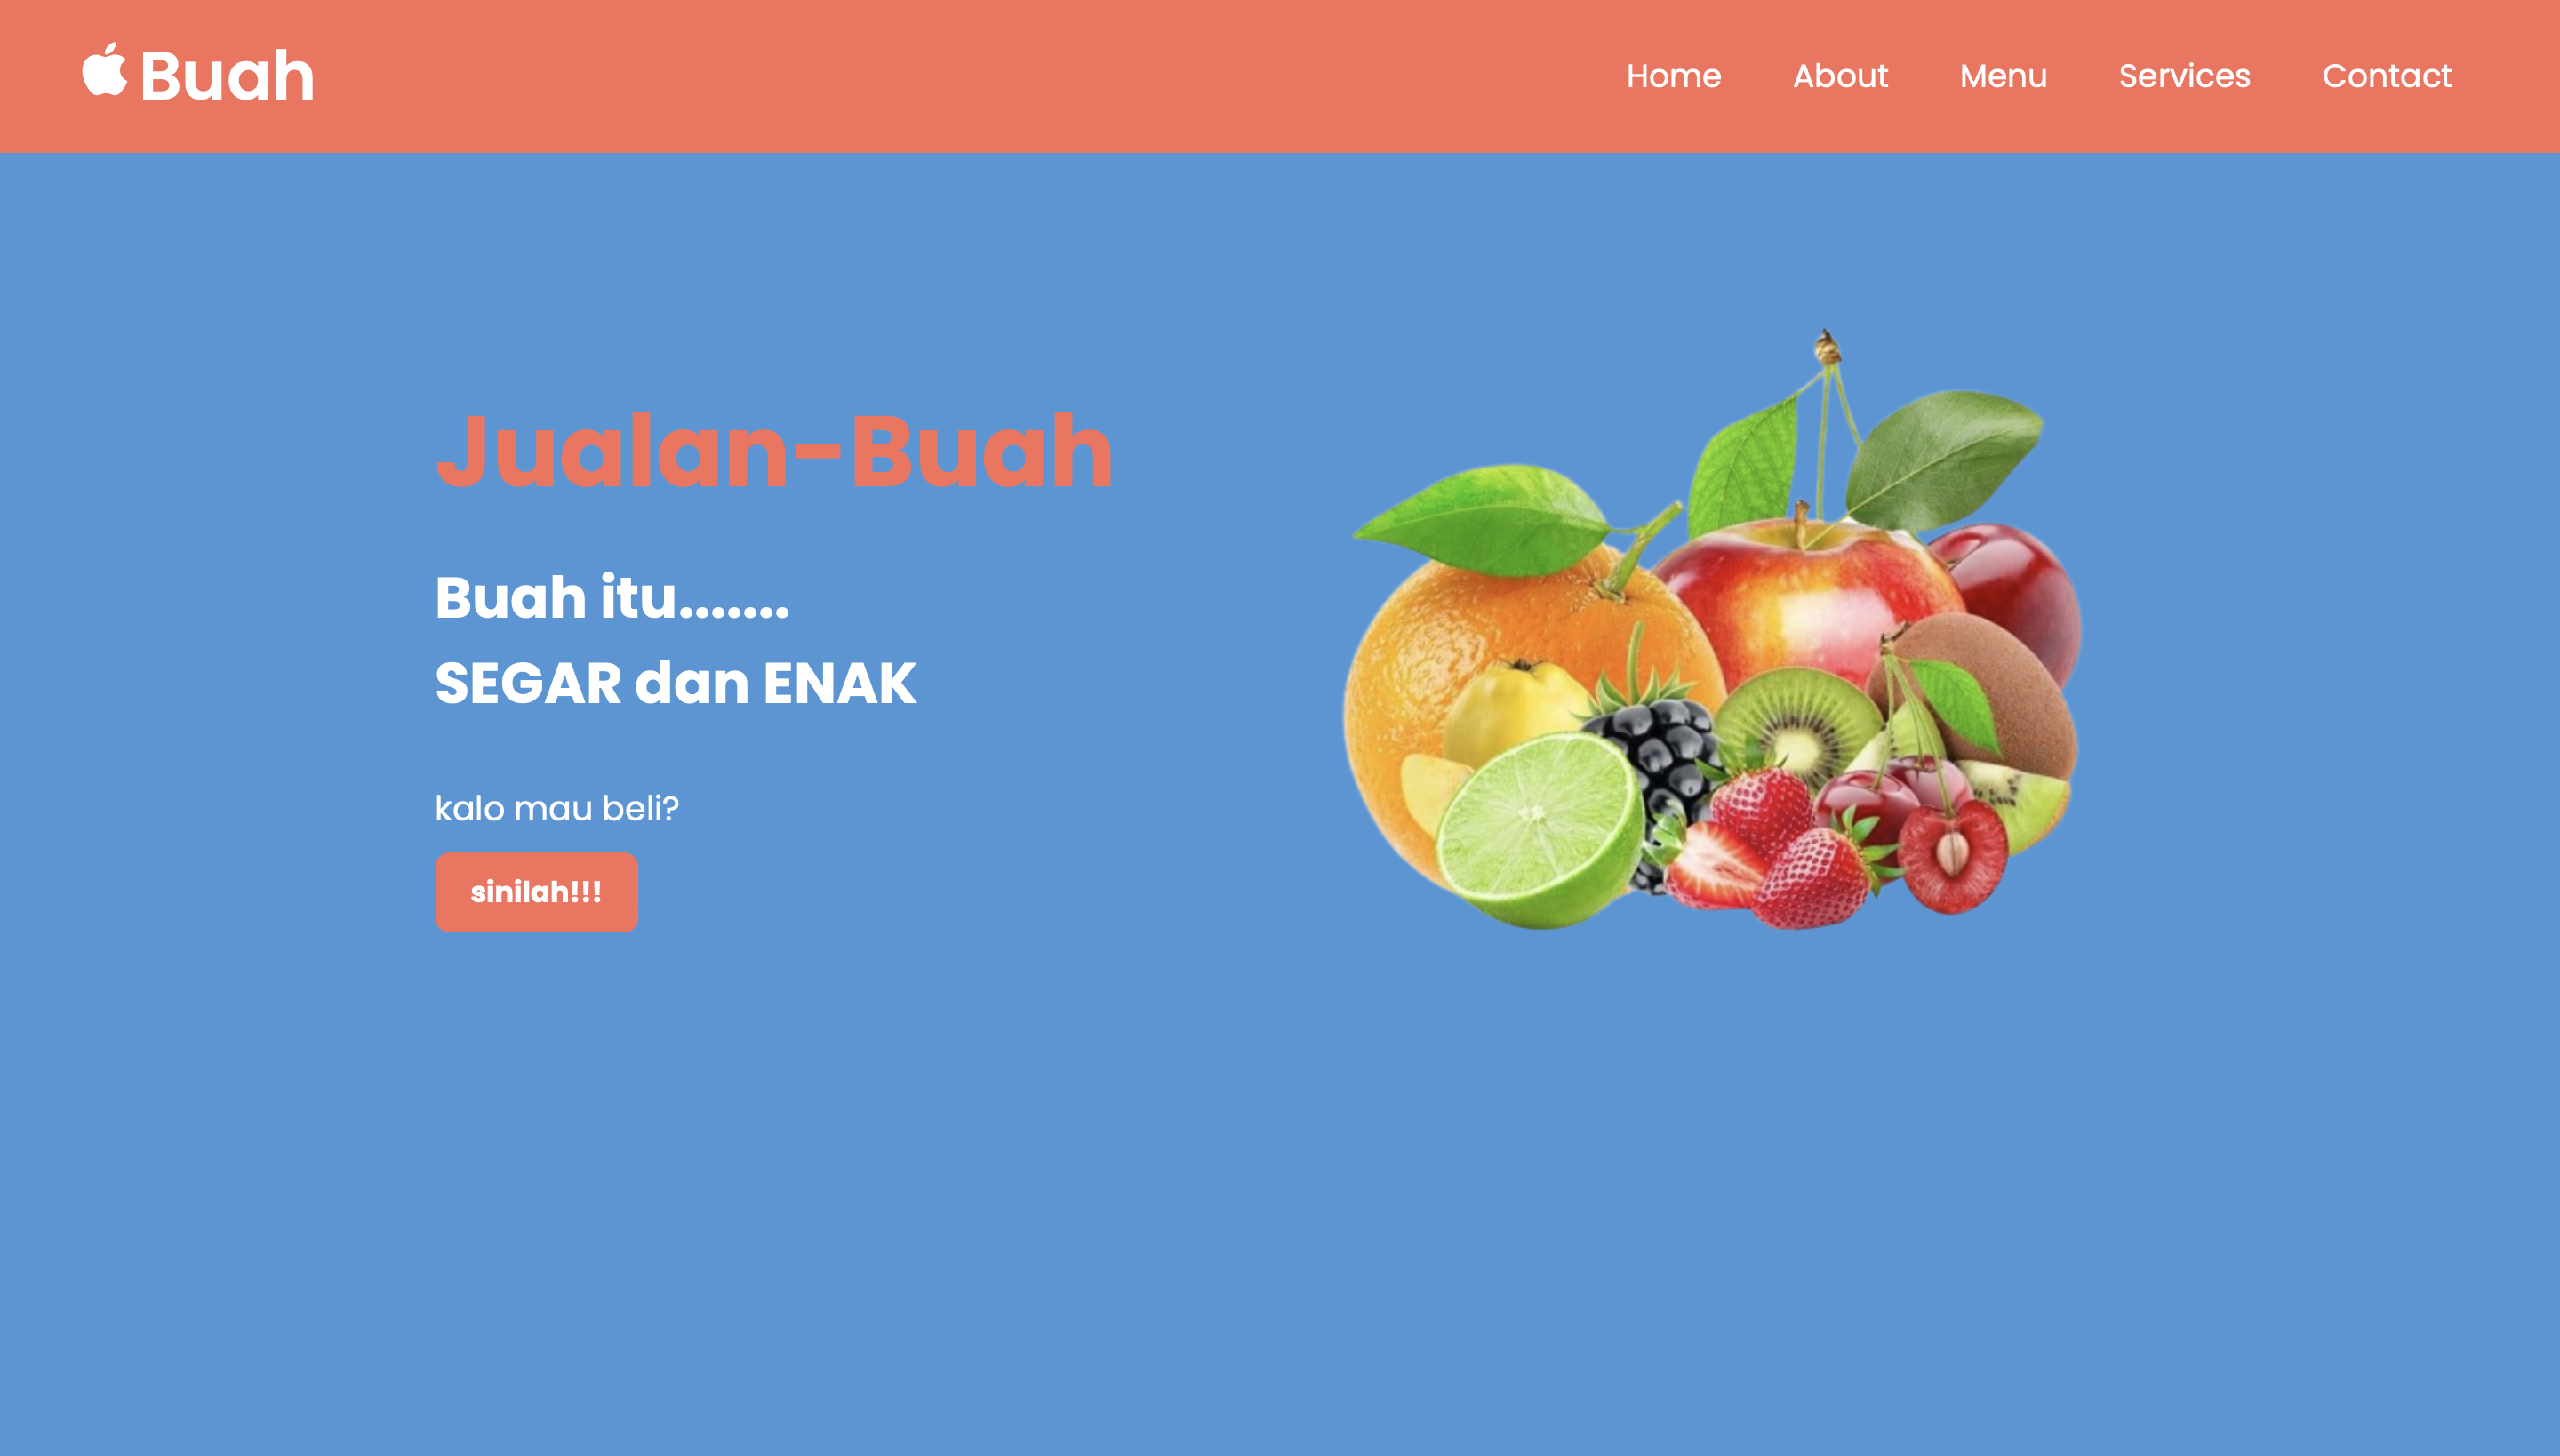 Buah
Home About Menu Services Contact
Jualan-Buah
Buah itu.......
SEGAR dan ENAK
kalo mau beli?
sinilah!!!